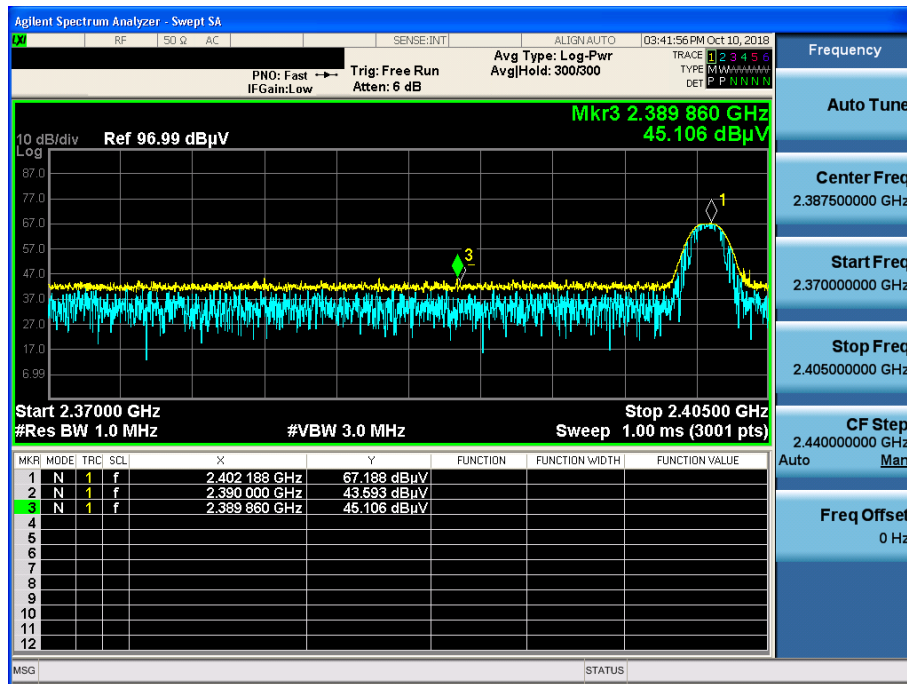 Agilent Spectrum Analyzer - Swept SA
LXI RF 50 Ω AC SENSE:INT ALIGN AUTO 03:41:56 PM Oct 10, 2018
Frequency
PNO: Fast Trig: Free Run Avg Type: Log-Pwr TRACE 1 2 3 4 5 6
IFGain:Low Atten: 6 dB Avg|Hold: 300/300 TYPE M W W W W W
DET P P N N N N
Auto Tune
Mkr3 2.389 860 GHz
45.106 dBµV
10 dB/div Ref 96.99 dBµV
Log
87.0
77.0
67.0
57.0
47.0
37.0
27.0
17.0
6.99
1
3
Start 2.37000 GHz Stop 2.40500 GHz
#Res BW 1.0 MHz #VBW 3.0 MHz Sweep 1.00 ms (3001 pts)
Center Freq
2.387500000 GHz
Start Freq
2.370000000 GHz
Stop Freq
2.405000000 GHz
CF Step
2.440000000 GHz
Auto Man
Freq Offset
0 Hz
MKR MODE TRC SCL X Y FUNCTION FUNCTION WIDTH FUNCTION VALUE
1 N 1 f 2.402 188 GHz 67.188 dBµV
2 N 1 f 2.390 000 GHz 43.593 dBµV
3 N 1 f 2.389 860 GHz 45.106 dBµV
4
5
6
7
8
9
10
11
12
MSG STATUS